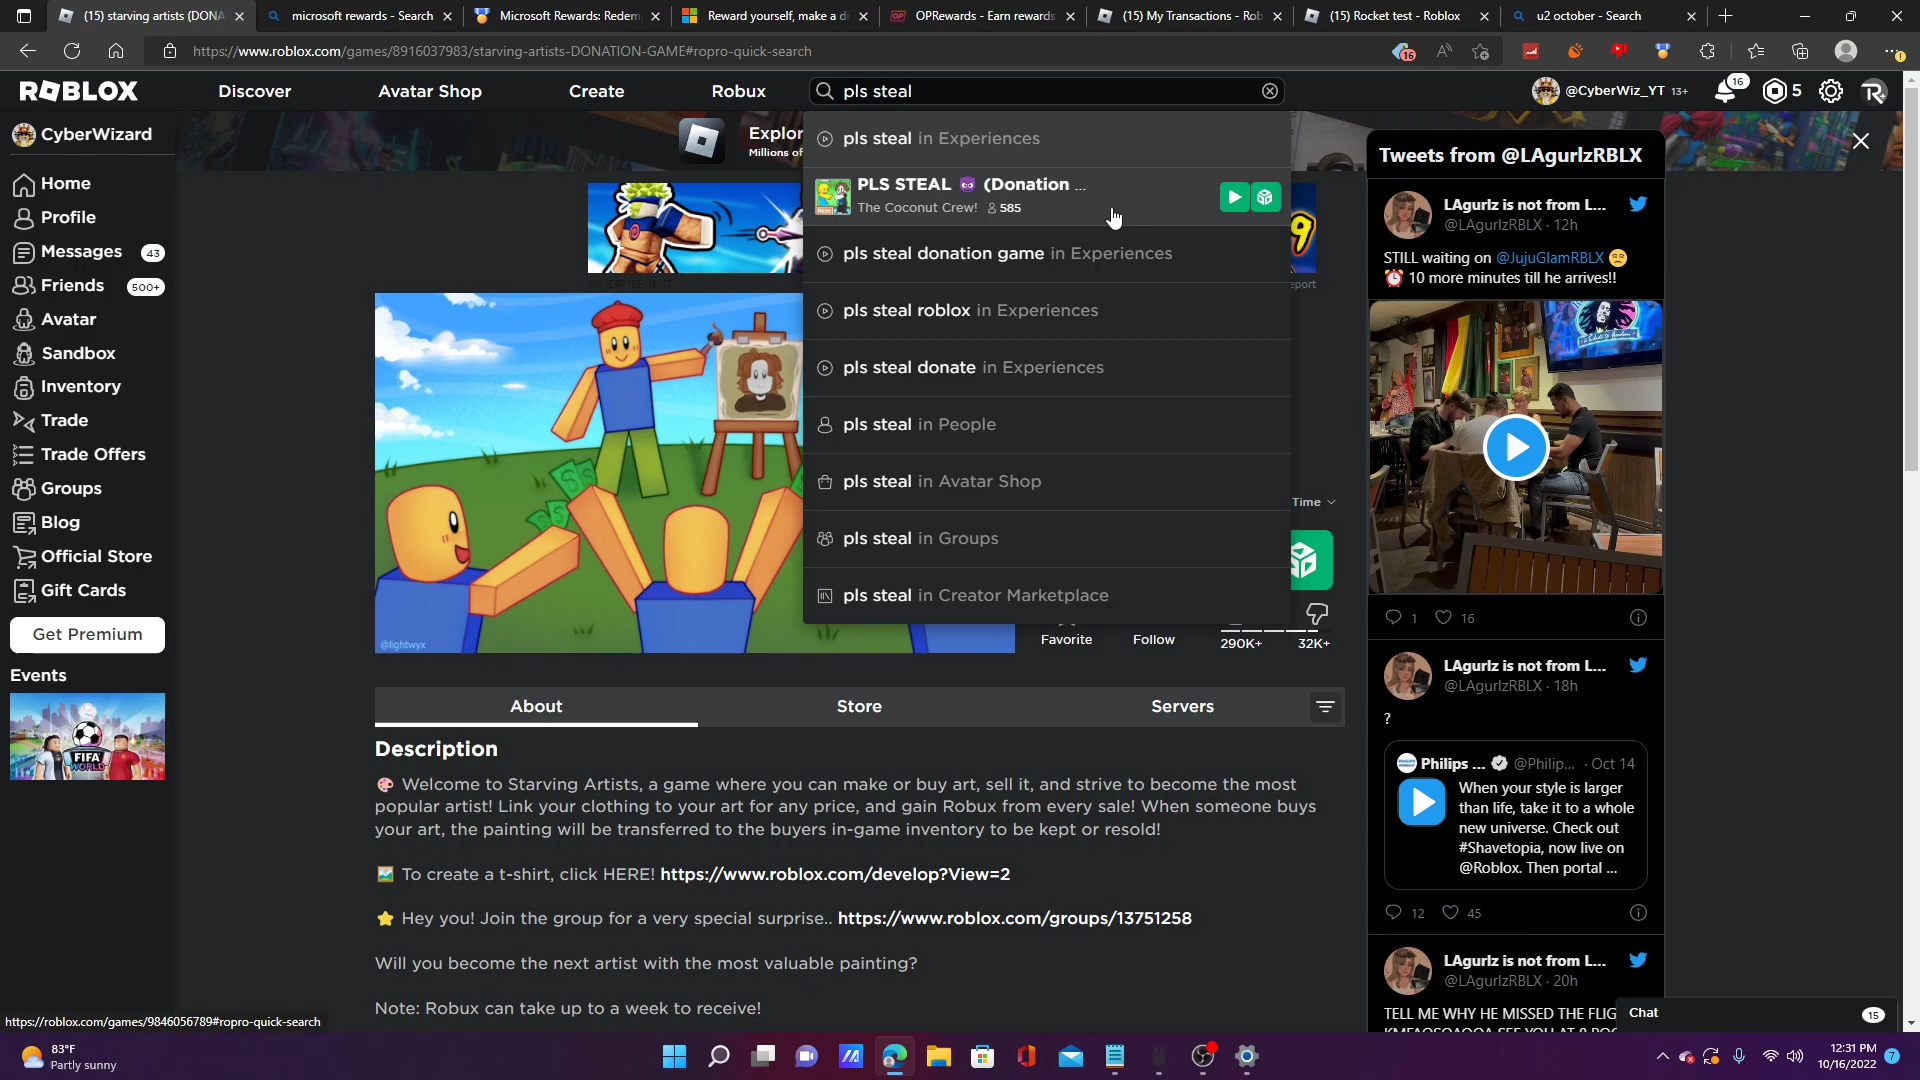 (15) starving artists (DONA
microsoft rewards - Search
Microsoft Rewards: Redem
Reward yourself, make a di
OPRewards - Earn rewards
(15) My Transactions - Rob
(15) Rocket test - Roblox
u2 october - Search
https://www.roblox.com/games/8916037983/starving-artists-DONATION-GAME#ropro-quick-search
16
ROBLOX
Discover
Avatar Shop
Create
Robux
pls steal
@CyberWiz_YT 13+
16
5
CyberWizard
Home
Profile
Messages 43
Friends 500+
Avatar
Sandbox
Inventory
Trade
Trade Offers
Groups
Blog
Official Store
Gift Cards
Get Premium
Events
FIFA
WORLD
Explor
Millions of
ADVERTISEMENT
eport
pls steal in Experiences
PLS STEAL 😈 (Donation ...
The Coconut Crew! 585
pls steal donation game in Experiences
pls steal roblox in Experiences
pls steal donate in Experiences
pls steal in People
pls steal in Avatar Shop
pls steal in Groups
pls steal in Creator Marketplace
Time
@lightwyx
Favorite
Follow
290K+
32K+
About
Store
Servers
Description
🎨 Welcome to Starving Artists, a game where you can make or buy art, sell it, and strive to become the most
popular artist! Link your clothing to your art for any price, and gain Robux from every sale! When someone buys
your art, the painting will be transferred to the buyers in-game inventory to be kept or resold!
🖼️ To create a t-shirt, click HERE! https://www.roblox.com/develop?View=2
⭐ Hey you! Join the group for a very special surprise.. https://www.roblox.com/groups/13751258
Will you become the next artist with the most valuable painting?
Note: Robux can take up to a week to receive!
Tweets from @LAgurlzRBLX
LAgurlz is not from L...
@LAgurlzRBLX · 12h
STILL waiting on @JujuGlamRBLX 😒
⏰ 10 more minutes till he arrives!!
1 16
LAgurlz is not from L...
@LAgurlzRBLX · 18h
?
Philips ... @Philip... · Oct 14
When your style is larger
than life, take it to a whole
new universe. Check out
#Shavetopia, now live on
@Roblox. Then portal ...
12 45
LAgurlz is not from L...
@LAgurlzRBLX · 20h
TELL ME WHY HE MISSED THE FLIG
Chat 15
https://roblox.com/games/9846056789#ropro-quick-search
83°F
Partly sunny
12:31 PM
10/16/2022
7